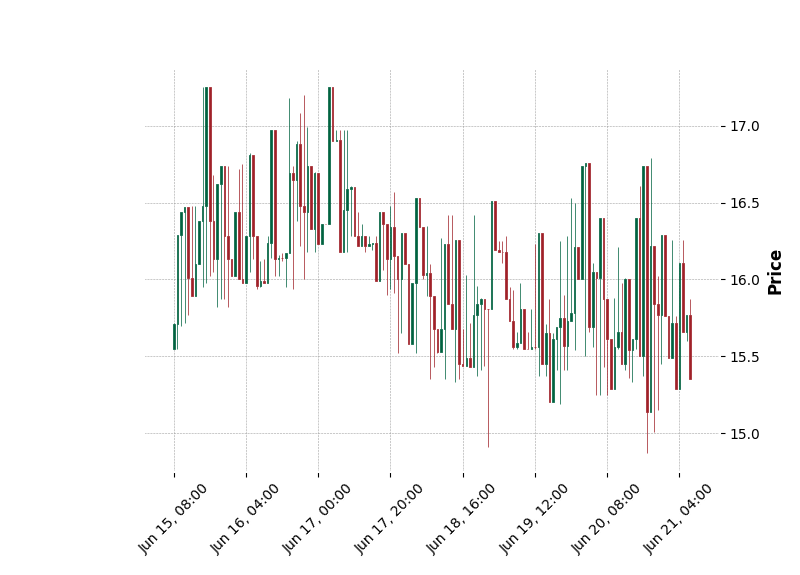 17.0
16.5
16.0
15.5
15.0
Price
Jun 15, 08:00
Jun 16, 04:00
Jun 17, 00:00
Jun 17, 20:00
Jun 18, 16:00
Jun 19, 12:00
Jun 20, 08:00
Jun 21, 04:00